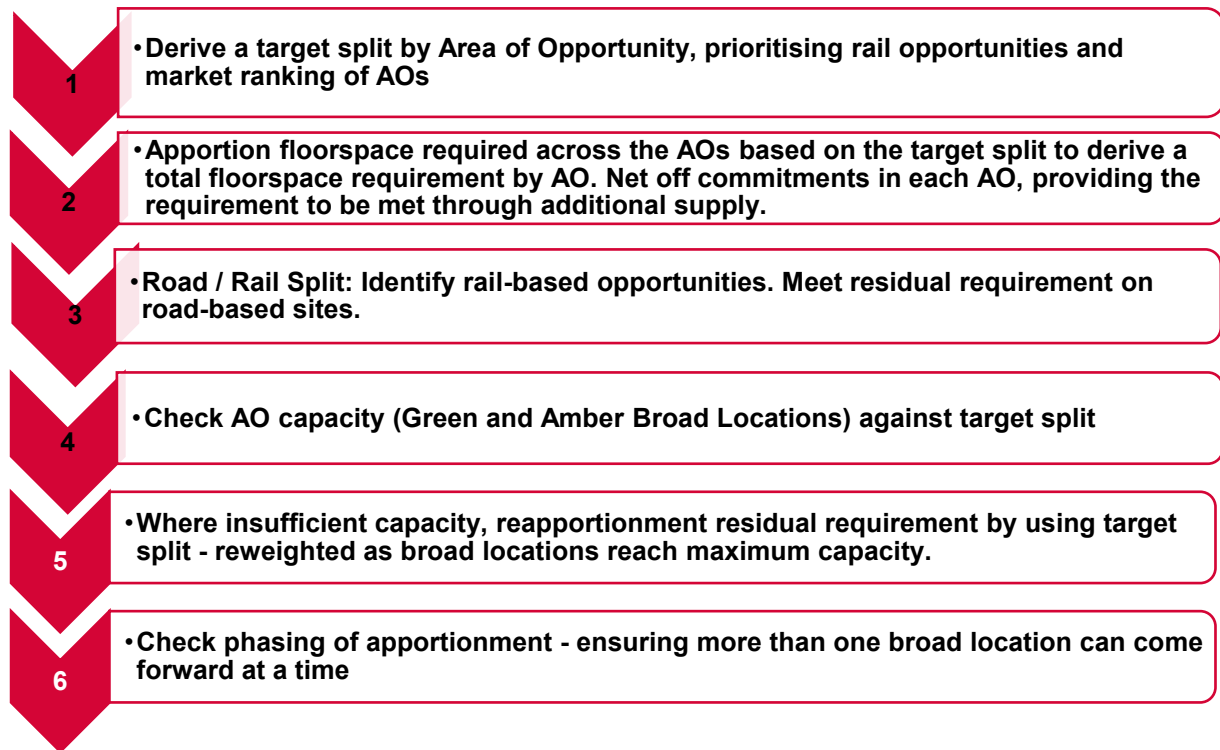 1
•Derive a target split by Area of Opportunity, prioritising rail opportunities and
market ranking of AOs
2
•Apportion floorspace required across the AOs based on the target split to derive a
total floorspace requirement by AO. Net off commitments in each AO, providing the
requirement to be met through additional supply.
3
•Road / Rail Split: Identify rail-based opportunities. Meet residual requirement on
road-based sites.
4
•Check AO capacity (Green and Amber Broad Locations) against target split
5
•Where insufficient capacity, reapportionment residual requirement by using target
split - reweighted as broad locations reach maximum capacity.
6
•Check phasing of apportionment - ensuring more than one broad location can come
forward at a time